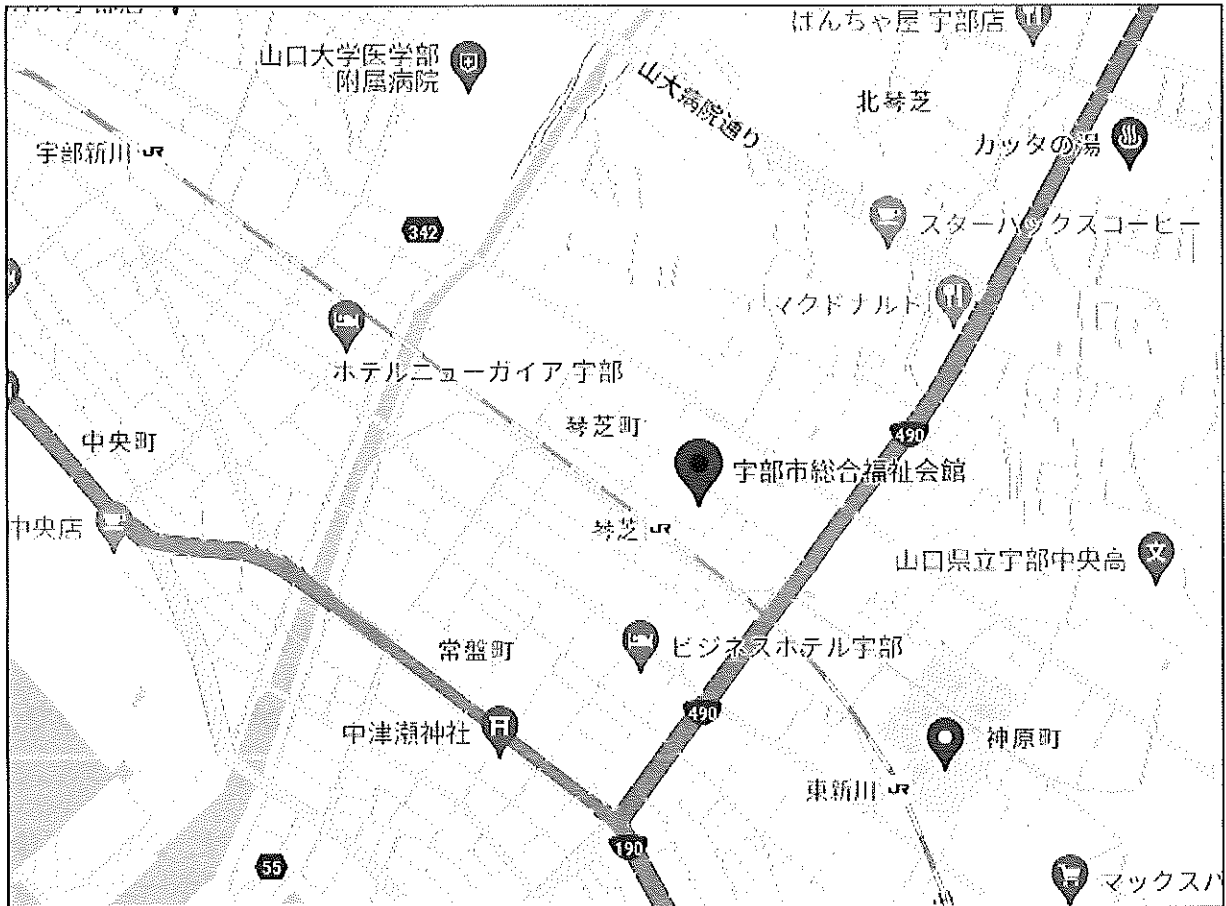 山口大学医学部
附属病院
ぱんちゃ屋 宇部店
山大病院通り
北琴芝
カッタの湯
宇部新川 JR
342
スターバックスコーヒー
マクドナルド
ホテルニューガイア 宇部
琴芝町
490
中央町
宇部市総合福祉会館
中央店
琴芝 JR
山口県立宇部中央高
常盤町
ビジネスホテル宇部
490
中津瀬神社
神原町
東新川 JR
190
55
マックスバ